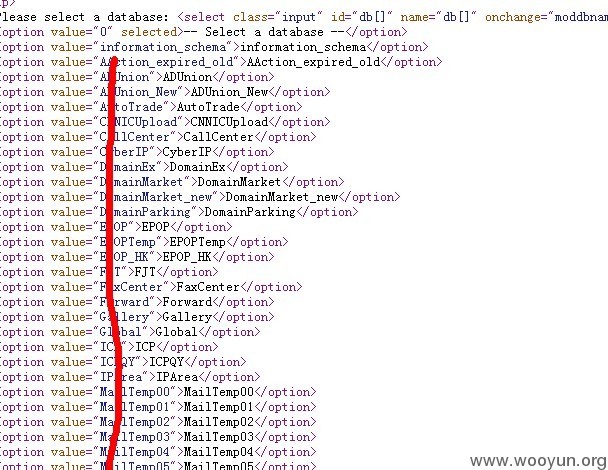 p>
Please select a database: <select class="input" id="db[]" name="db[]" onchange="moddbnam
[option value="0" selected>-- Select a database --</option>
[option value="information_schema">information_schema</option>
[option value="AAction_expired_old">AAction_expired_old</option>
[option value="ADUnion">ADUnion</option>
[option value="ADUnion_New">ADUnion_New</option>
[option value="AutoTrade">AutoTrade</option>
[option value="CNNICUpload">CNNICUpload</option>
[option value="CallCenter">CallCenter</option>
[option value="CyberIP">CyberIP</option>
[option value="DomainEx">DomainEx</option>
[option value="DomainMarket">DomainMarket</option>
[option value="DomainMarket_new">DomainMarket_new</option>
[option value="DomainParking">DomainParking</option>
[option value="EPOP">EPOP</option>
[option value="EPOPTemp">EPOPTemp</option>
[option value="EPOP_HK">EPOP_HK</option>
[option value="FJT">FJT</option>
[option value="FaxCenter">FaxCenter</option>
[option value="Forward">Forward</option>
[option value="Gallery">Gallery</option>
[option value="Global">Global</option>
[option value="ICP">ICP</option>
[option value="ICPQY">ICPQY</option>
[option value="IPArea">IPArea</option>
[option value="MailTemp00">MailTemp00</option>
[option value="MailTemp01">MailTemp01</option>
[option value="MailTemp02">MailTemp02</option>
[option value="MailTemp03">MailTemp03</option>
[option value="MailTemp04">MailTemp04</option>
[option value="MailTemp05">MailTemp05</option>
www.wooyun.org